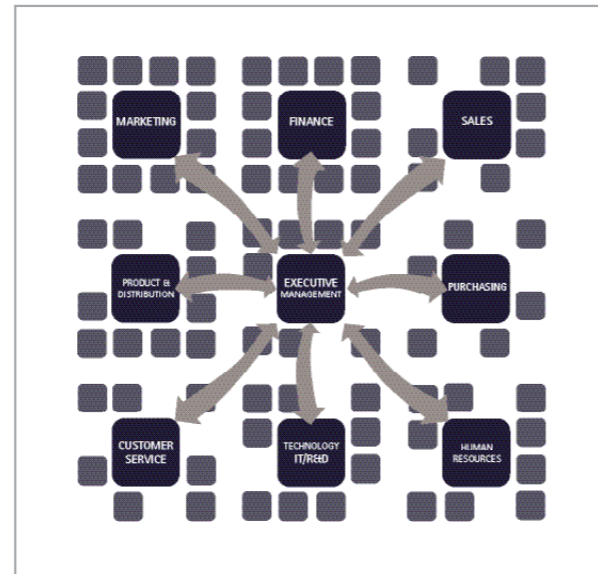 MARKETING
FINANCE
SALES
PRODUCT &
DISTRIBUTION
EXECUTIVE
MANAGEMENT
PURCHASING
CUSTOMER
SERVICE
TECHNOLOGY
IT/R&D
HUMAN
RESOURCES